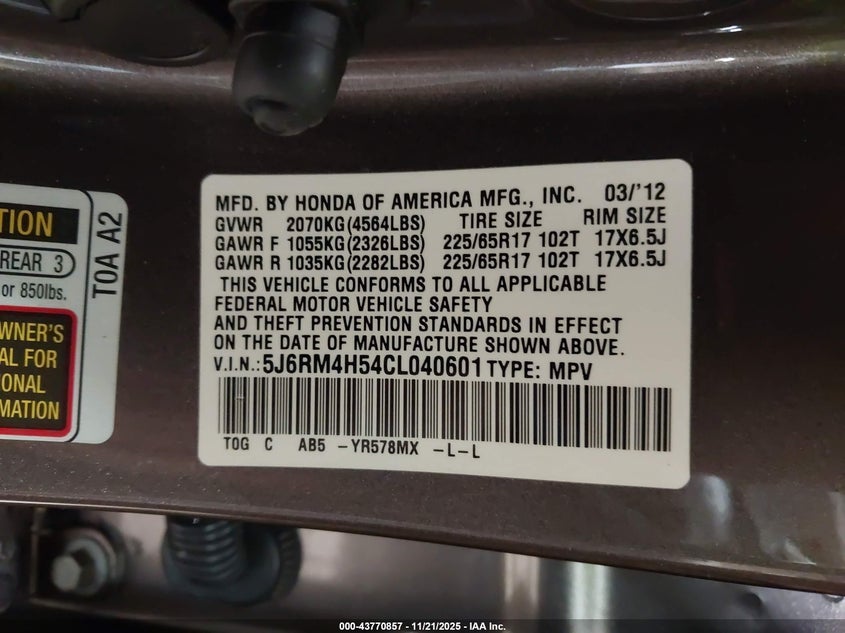 TION
REAR 3
or 850lbs.
WNER'S
AL FOR
ONAL
MATION
TOA A2
MFD. BY HONDA OF AMERICA MFG., INC. 03/'12
GVWR 2070KG(4564LBS) TIRE SIZE RIM SIZE
GAWR F 1055KG(2326LBS) 225/65R17 102T 17X6.5J
GAWR R 1035KG(2282LBS) 225/65R17 102T 17X6.5J
THIS VEHICLE CONFORMS TO ALL APPLICABLE
FEDERAL MOTOR VEHICLE SAFETY
AND THEFT PREVENTION STANDARDS IN EFFECT
ON THE DATE OF MANUFACTURE SHOWN ABOVE.
V.I.N.:5J6RM4H54CL040601 TYPE: MPV
TOG C AB5 -YR578MX -L-L
000-43770857 - 11/21/2025 - IAA Inc.